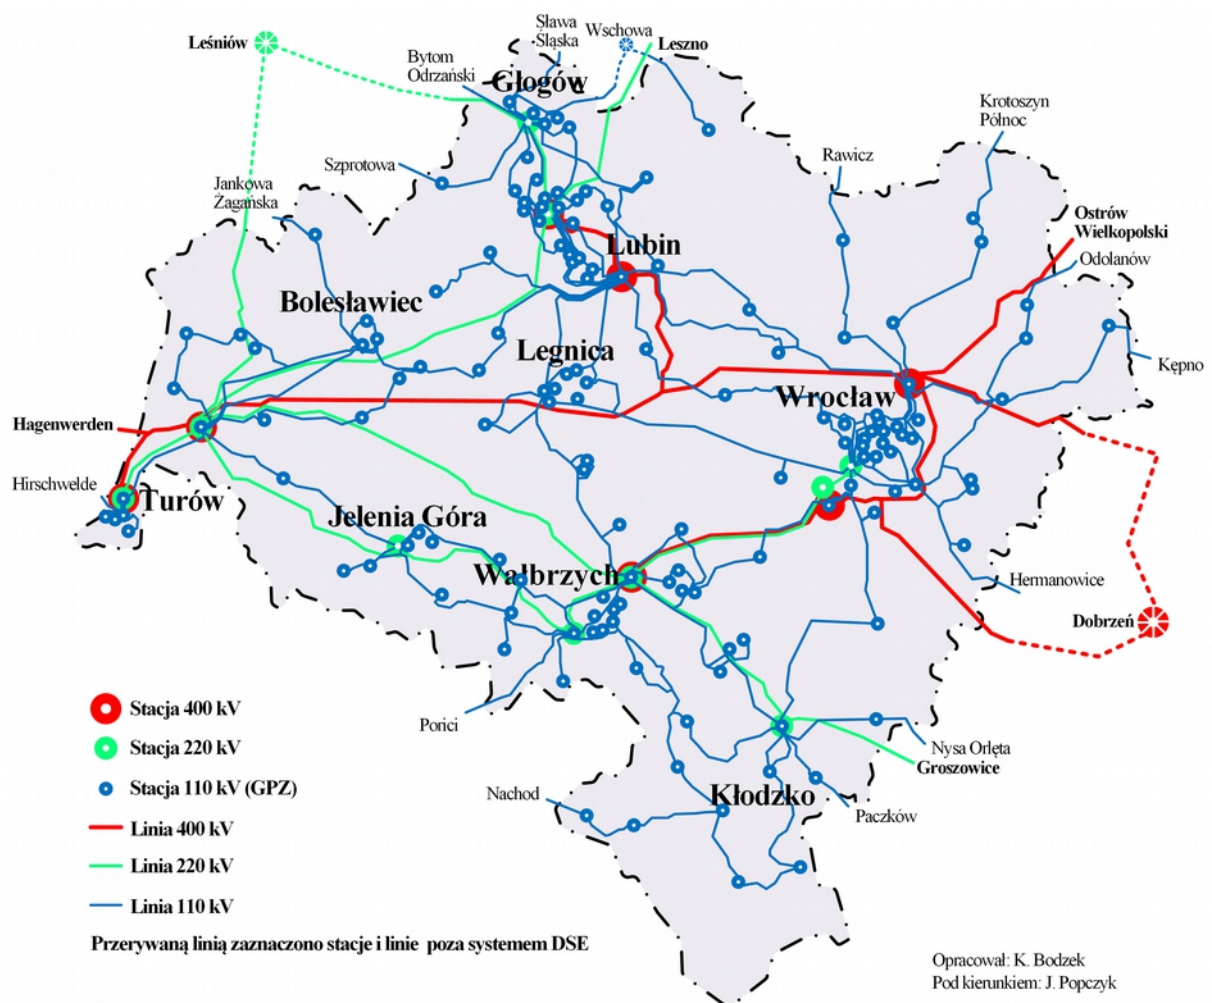 Sława
Śląska
Wschowa
Leśniów
Leszno
Bytom
Odrzański
Głogów
Krotoszyn
Północ
Szprotowa
Rawicz
Jankowa
Żagańska
Ostrów
Wielkopolski
Lubin
Odolanów
Bolesławiec
Legnica
Kępno
Wrocław
Hagenwerden
Hirschwelde
Turów
Jelenia Góra
Wałbrzych
Hermanowice
Dobrzeń
Stacja 400 kV
Porici
Stacja 220 kV
Nysa Orlęta
Groszowice
Stacja 110 kV (GPZ)
Nachod
Kłodzko
Paczków
Linia 400 kV
Linia 220 kV
Linia 110 kV
Przerywaną linią zaznaczono stacje i linie poza systemem DSE
Opracował: K. Bodzek
Pod kierunkiem: J. Popczyk